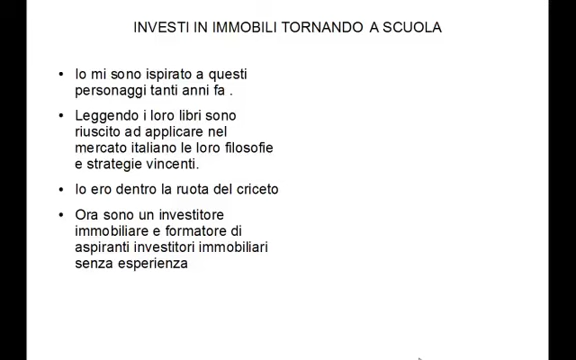 INVESTI IN IMMOBILI TORNANDO A SCUOLA
• Io mi sono ispirato a questi
personaggi tanti anni fa .
• Leggendo i loro libri sono
riuscito ad applicare nel
mercato italiano le loro filosofie
e strategie vincenti.
• Io ero dentro la ruota del criceto
• Ora sono un investitore
immobiliare e formatore di
aspiranti investitori immobiliari
senza esperienza